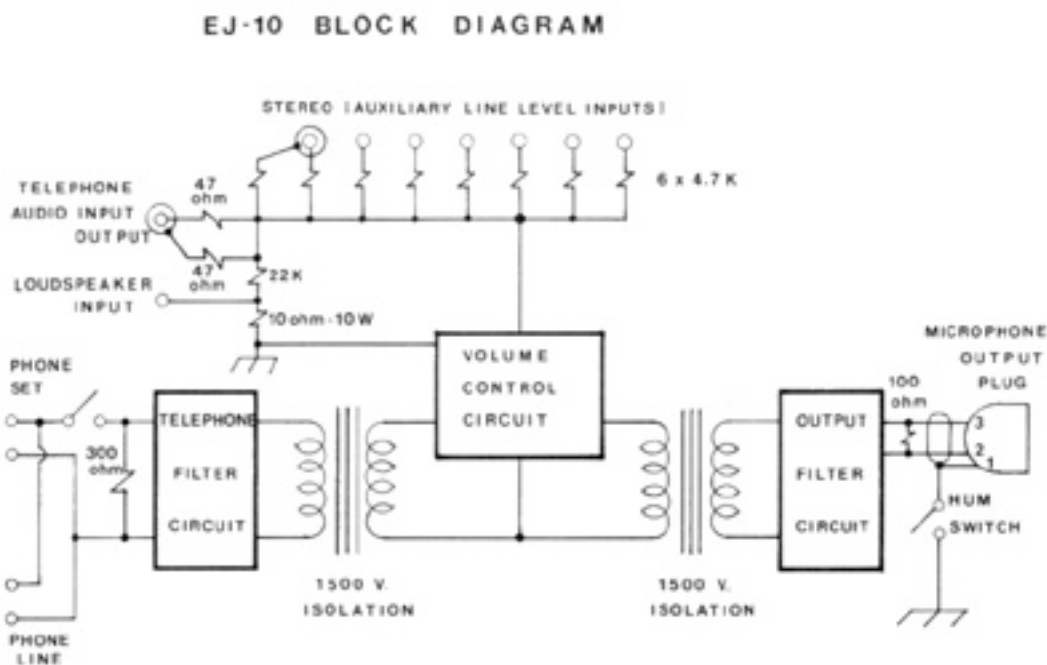 EJ-10 BLOCK DIAGRAM
STEREO [AUXILIARY LINE LEVEL INPUTS]
6 x 4.7 K
TELEPHONE
AUDIO INPUT
OUTPUT
47
ohm
47
ohm
22K
LOUDSPEAKER
INPUT
10 ohm-10W
PHONE
SET
300
ohm
TELEPHONE
FILTER
CIRCUIT
VOLUME
CONTROL
CIRCUIT
1500 V.
ISOLATION
1500 V.
ISOLATION
OUTPUT
FILTER
CIRCUIT
100
ohm
MICROPHONE
OUTPUT
PLUG
3
2
1
HUM
SWITCH
PHONE
LINE